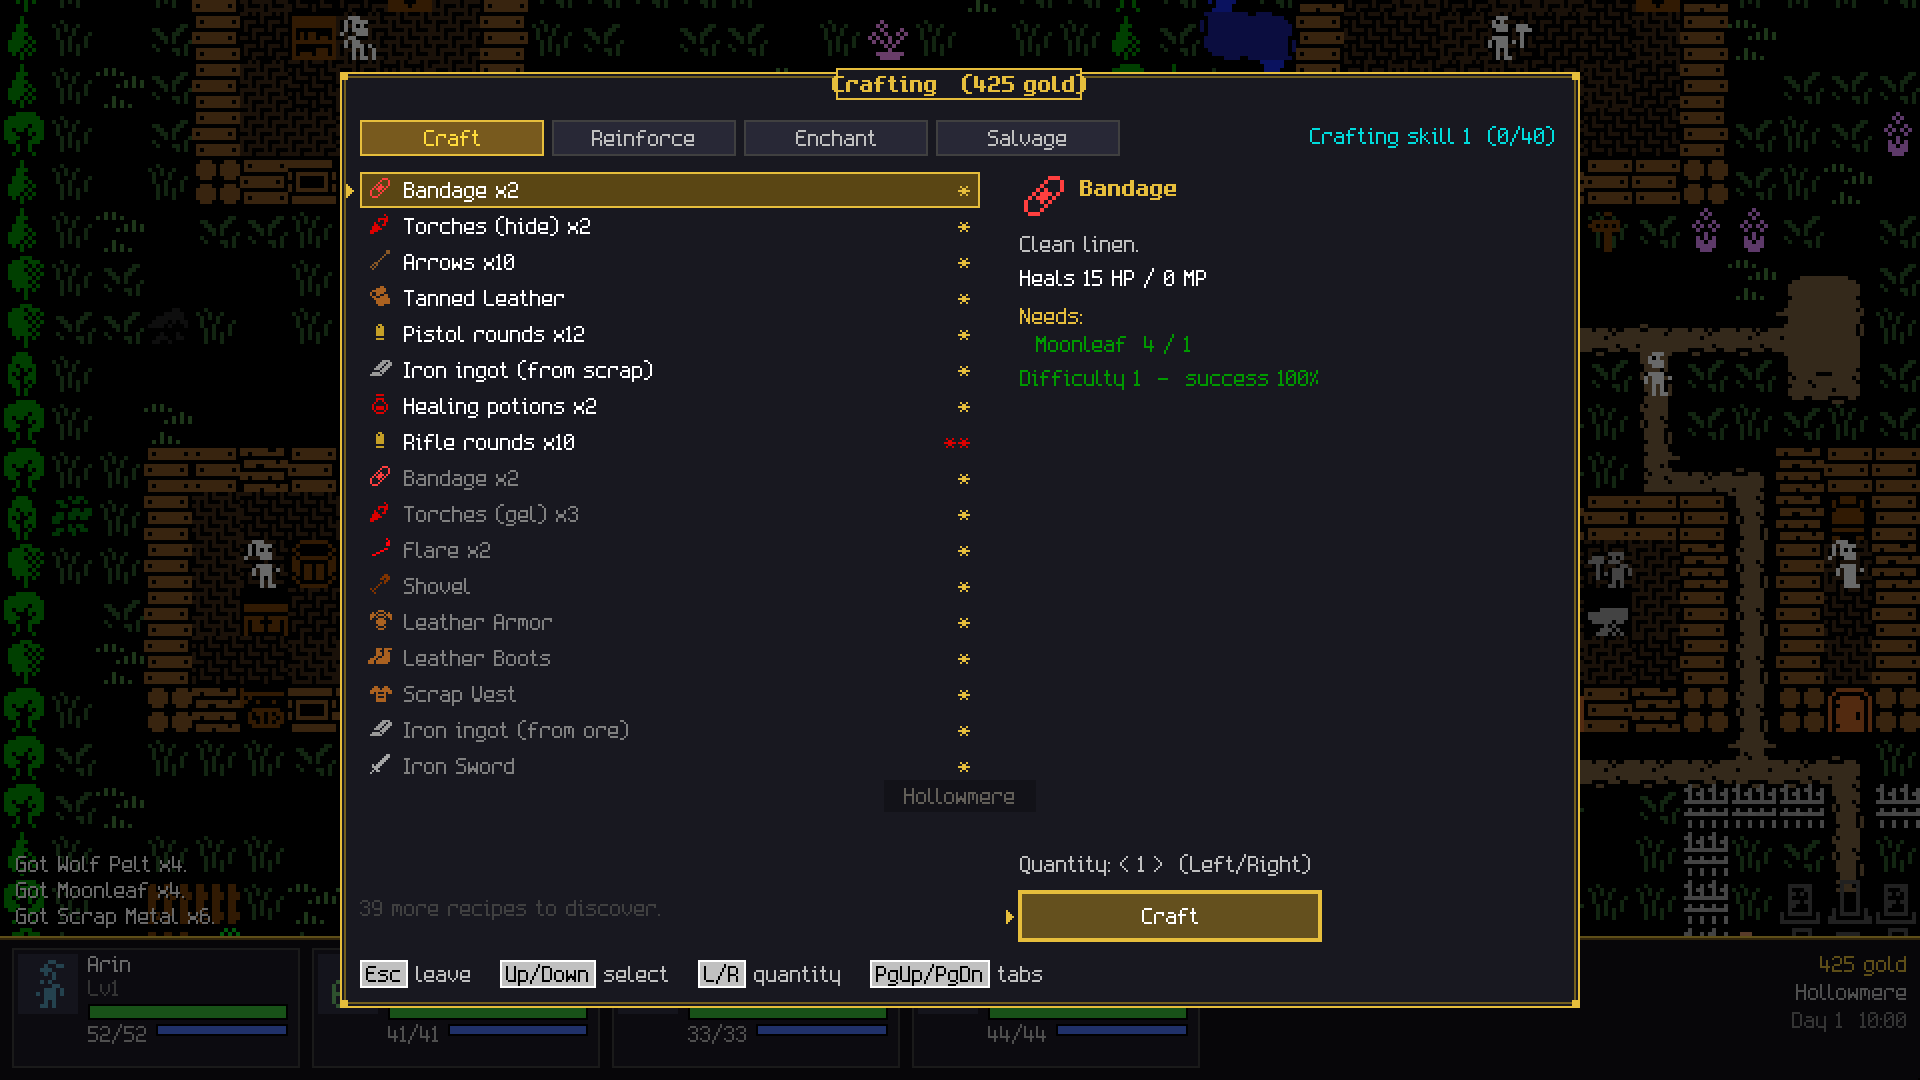 Crafting (425 gold)
Craft
Reinforce
Enchant
Salvage
Crafting skill 1 (0/40)
Bandage x2 *
Torches (hide) x2 *
Arrows x10 *
Tanned Leather *
Pistol rounds x12 *
Iron ingot (from scrap) *
Healing potions x2 *
Rifle rounds x10 **
Bandage x2 *
Torches (gel) x3 *
Flare x2 *
Shovel *
Leather Armor *
Leather Boots *
Scrap Vest *
Iron ingot (from ore) *
Iron Sword *
39 more recipes to discover.
Bandage
Clean linen.
Heals 15 HP / 0 MP
Needs:
Moonleaf 4 / 1
Difficulty 1 - success 100%
Hollowmere
Quantity: < 1 > (Left/Right)
Craft
Esc leave Up/Down select L/R quantity PgUp/PgDn tabs
Got Wolf Pelt x4.
Got Moonleaf x4.
Got Scrap Metal x6.
Arin
Lv1
52/52
41/41
33/33
44/44
425 gold
Hollowmere
Day 1 10:00